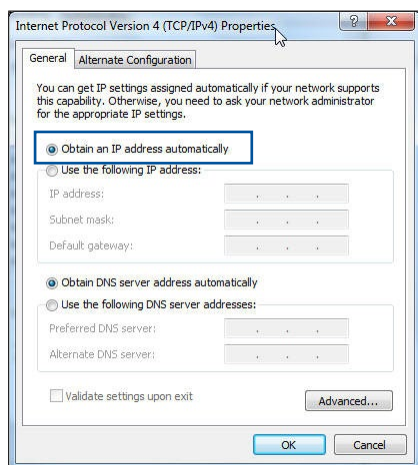 Internet Protocol Version 4 (TCP/IPv4) Properties
General
Alternate Configuration
You can get IP settings assigned automatically if your network supports
this capability. Otherwise, you need to ask your network administrator
for the appropriate IP settings.
Obtain an IP address automatically
Use the following IP address:
IP address:
Subnet mask:
Default gateway:
Obtain DNS server address automatically
Use the following DNS server addresses:
Preferred DNS server:
Alternate DNS server:
Validate settings upon exit
Advanced...
OK
Cancel